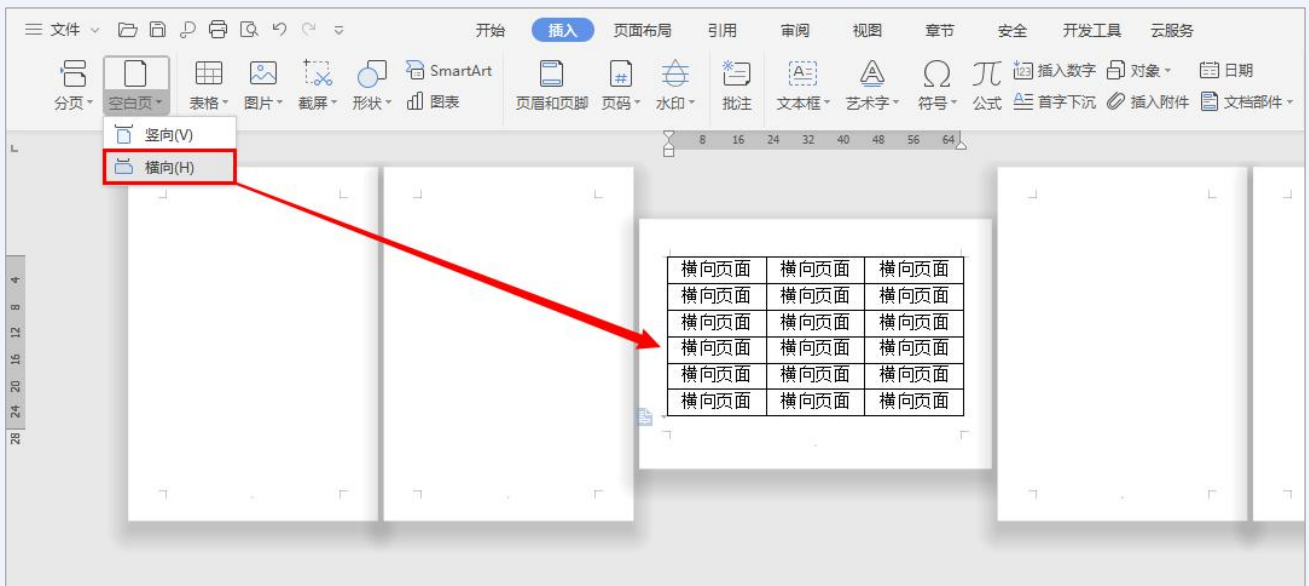 文件 开始 插入 页面布局 引用 审阅 视图 章节 安全 开发工具 云服务
SmartArt 插入数字 对象 日期
分页 空白页 表格 图片 截屏 形状 图表 页眉和页脚 页码 水印 批注 文本框 艺术字 符号 公式 首字下沉 插入附件 文档部件
竖向(V)
8 16 24 32 40 48 56 64
横向(H)
横向页面 横向页面 横向页面
横向页面 横向页面 横向页面
横向页面 横向页面 横向页面
横向页面 横向页面 横向页面
横向页面 横向页面 横向页面
横向页面 横向页面 横向页面
4
8
12
16
20
24
28